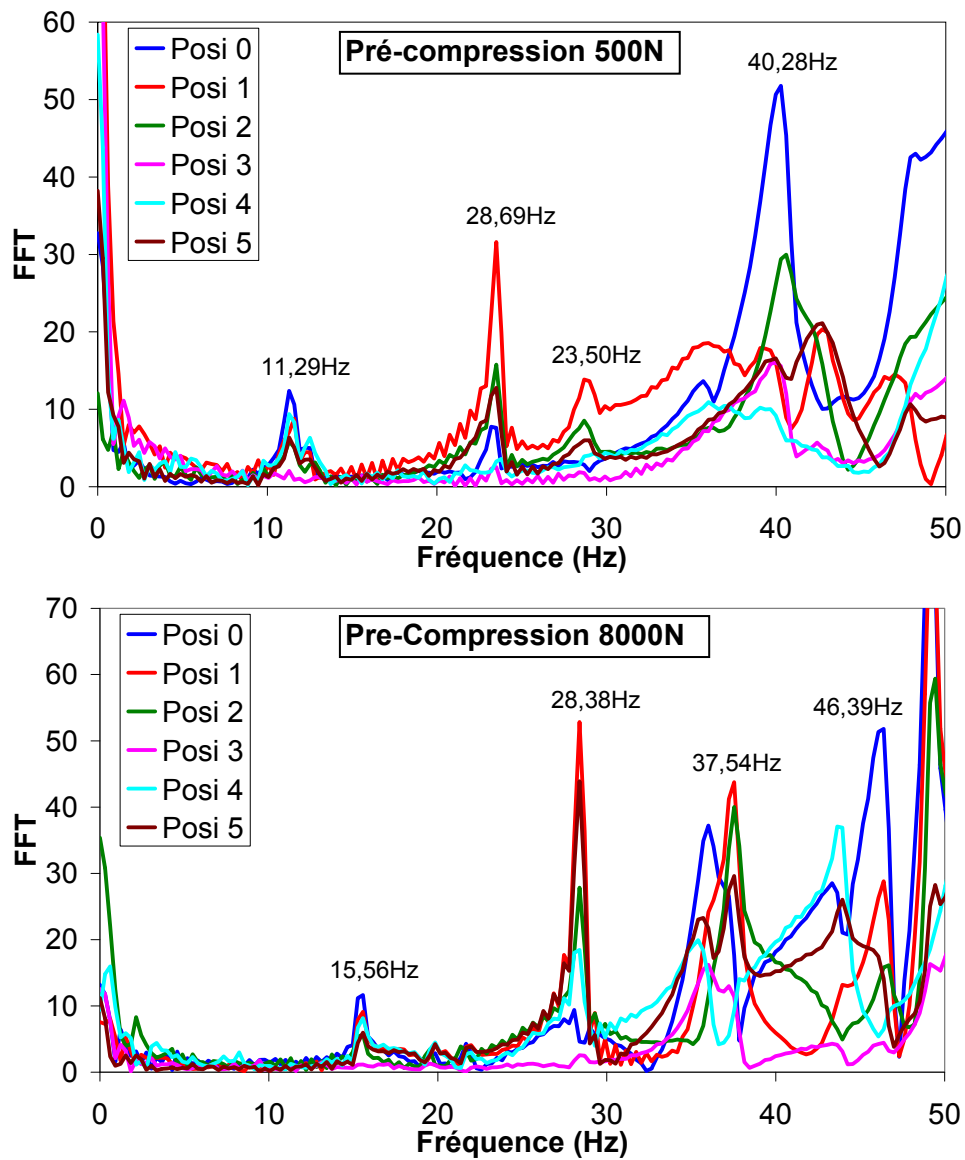 60
50
40
30
20
10
0
FFT
Posi 0
Posi 1
Posi 2
Posi 3
Posi 4
Posi 5
Pré-compression 500N
11,29Hz
28,69Hz
23,50Hz
40,28Hz
0 10 20 30 40 50
Fréquence (Hz)
70
60
50
40
30
20
10
0
FFT
Posi 0
Posi 1
Posi 2
Posi 3
Posi 4
Posi 5
Pre-Compression 8000N
15,56Hz
28,38Hz
37,54Hz
46,39Hz
0 10 20 30 40 50
Fréquence (Hz)